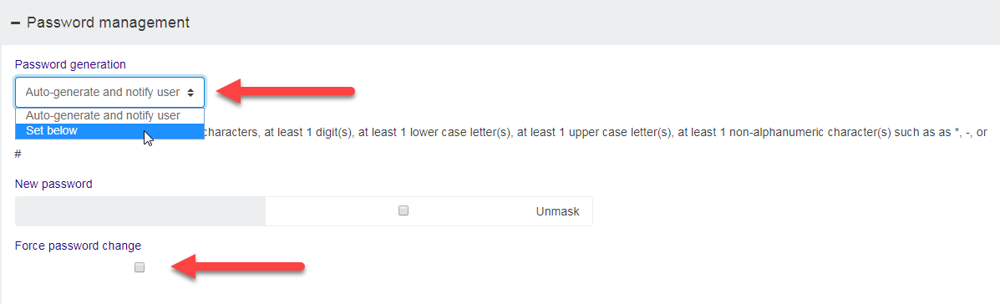 Password management
Password generation
Auto-generate and notify user
Auto-generate and notify user
Set below
characters, at least 1 digit(s), at least 1 lower case letter(s), at least 1 upper case letter(s), at least 1 non-alphanumeric character(s) such as as *, -, or
#
New password
Unmask
Force password change